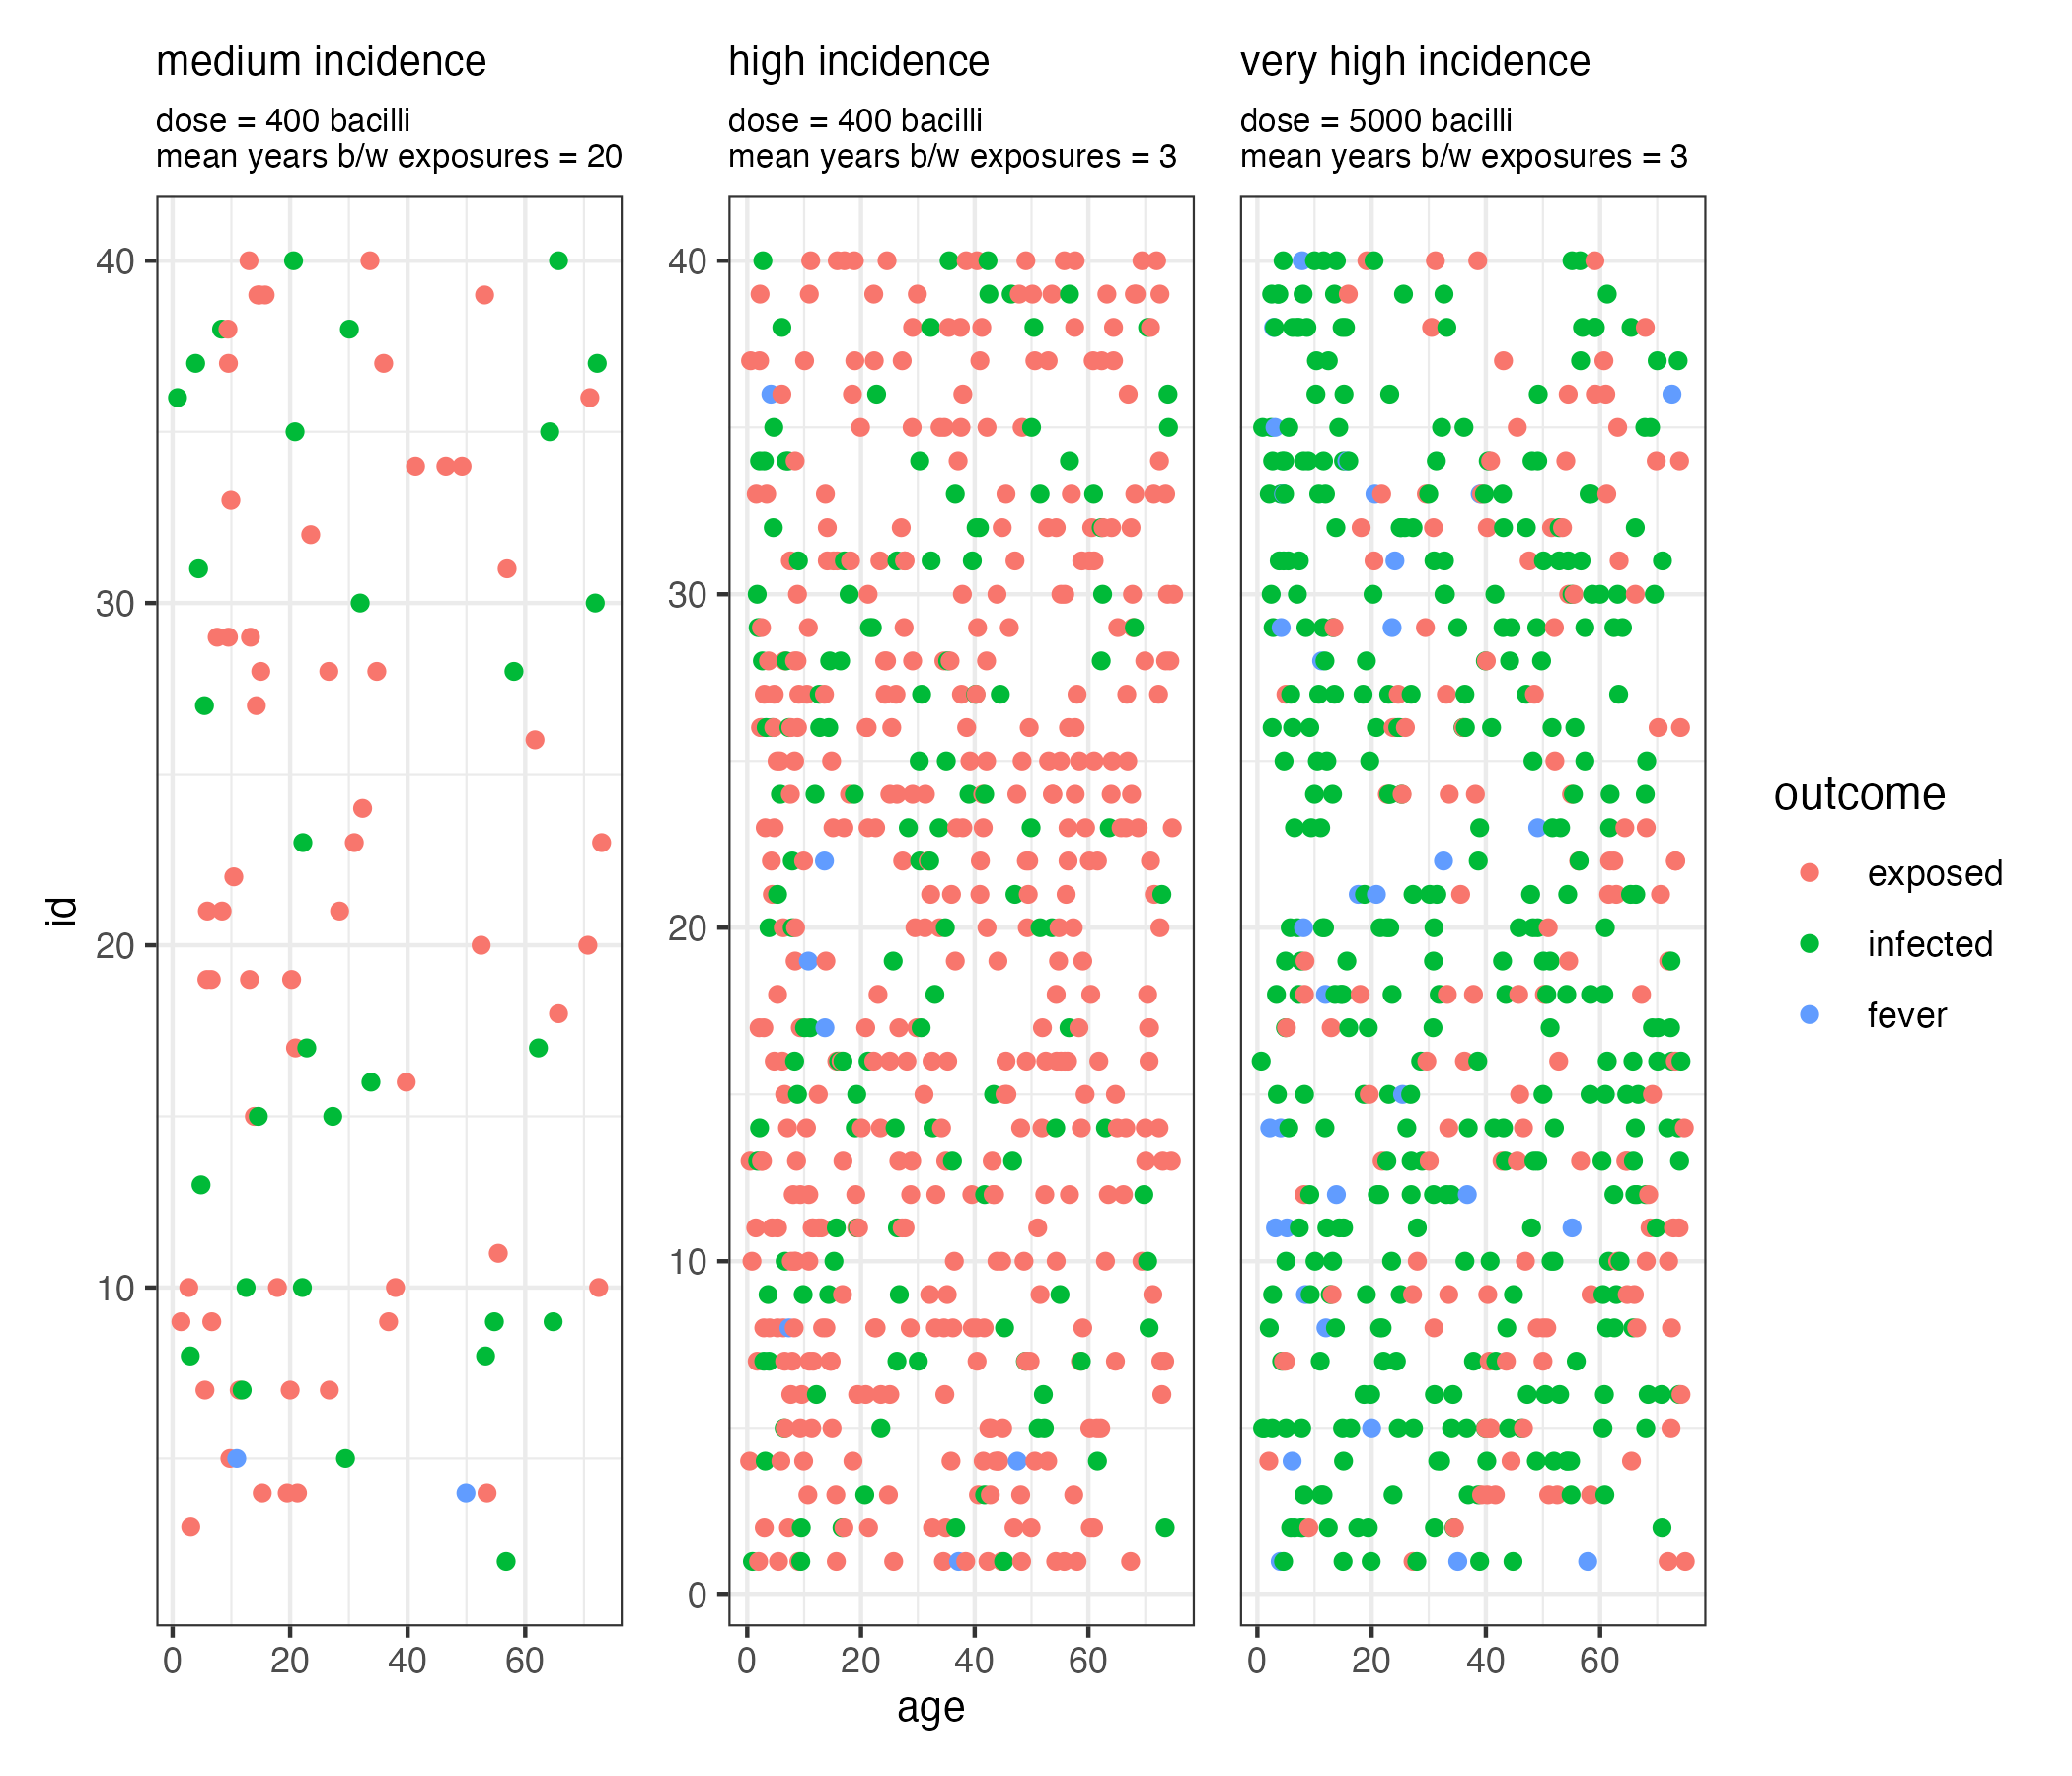 medium incidence
dose = 400 bacilli
mean years b/w exposures = 20
high incidence
dose = 400 bacilli
mean years b/w exposures = 3
very high incidence
dose = 5000 bacilli
mean years b/w exposures = 3
id
40
30
20
10
0 20 40 60
40
30
20
10
0
0 20 40 60
0 20 40 60
age
outcome
exposed
infected
fever